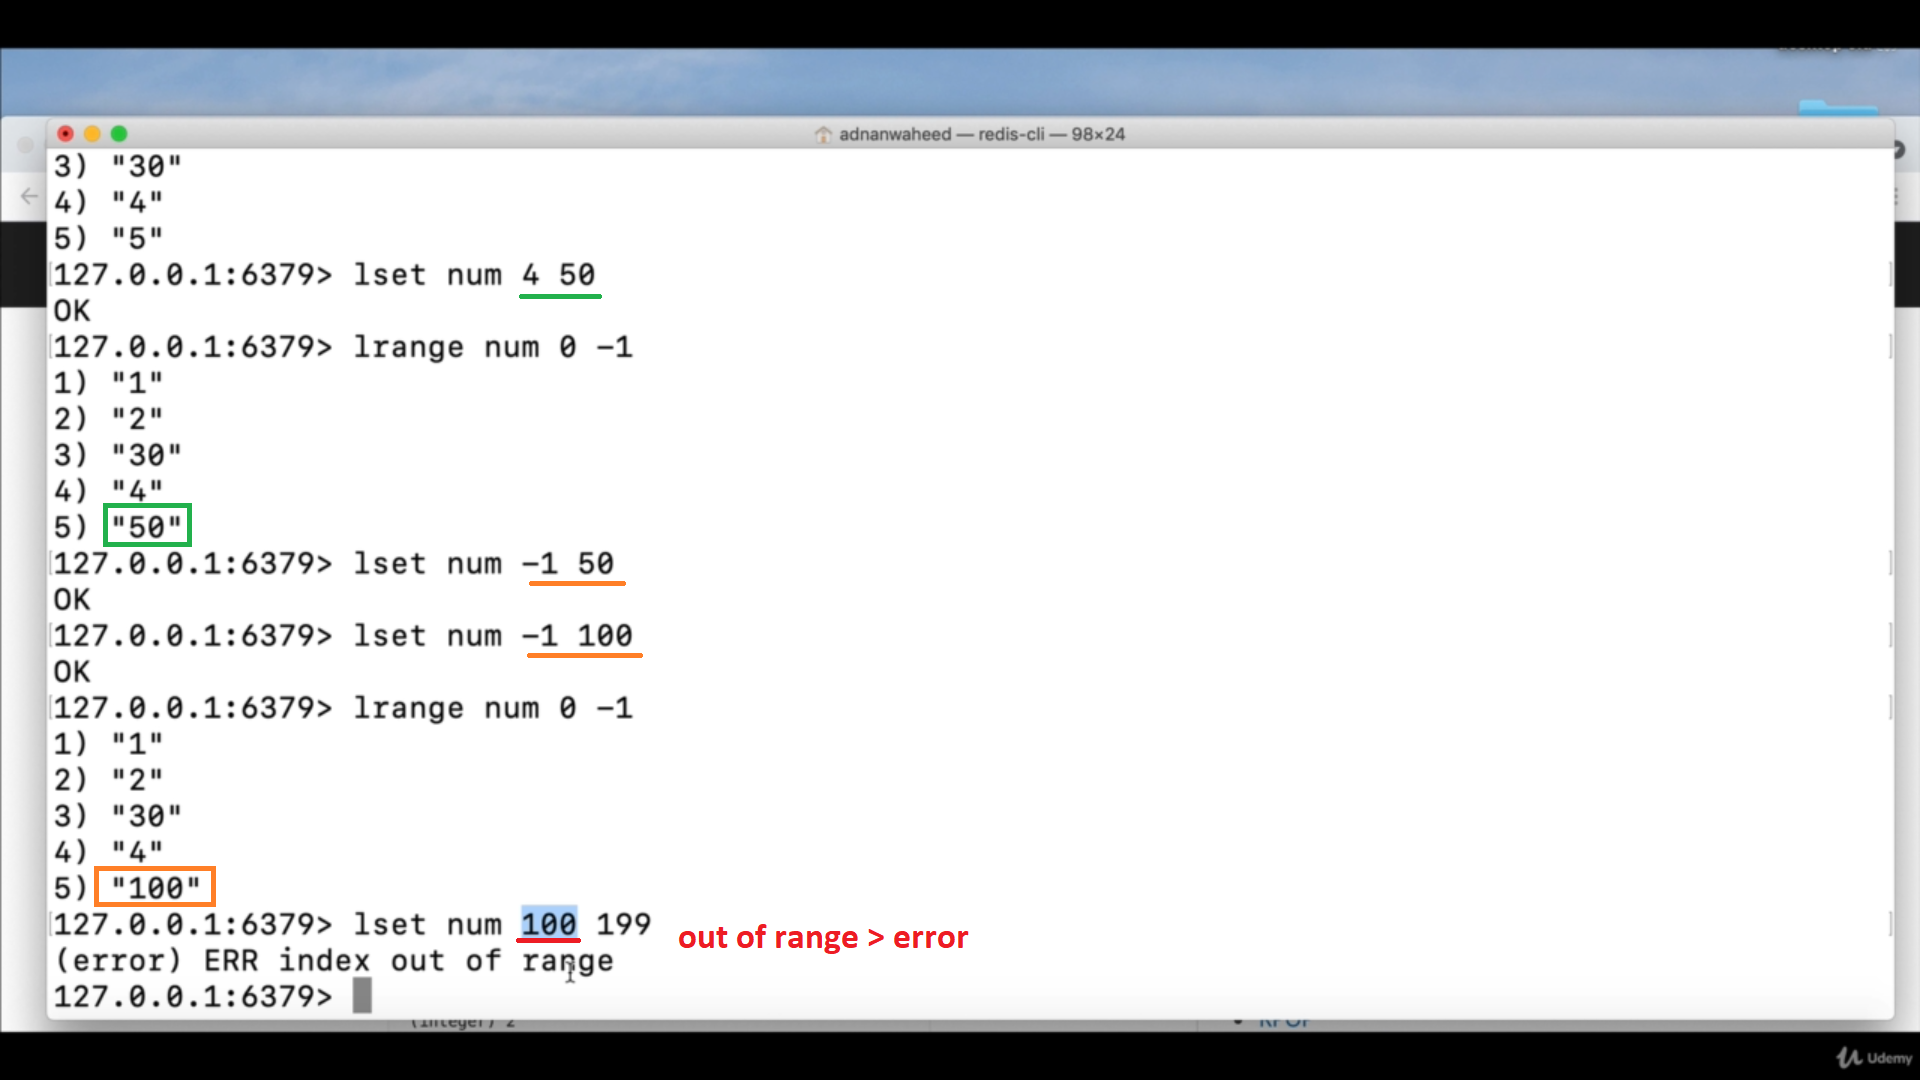 adnanwaheed — redis-cli — 98×24
3) "30"
4) "4"
5) "5"
127.0.0.1:6379> lset num 4 50
OK
127.0.0.1:6379> lrange num 0 -1
1) "1"
2) "2"
3) "30"
4) "4"
5) "50"
127.0.0.1:6379> lset num -1 50
OK
127.0.0.1:6379> lset num -1 100
OK
127.0.0.1:6379> lrange num 0 -1
1) "1"
2) "2"
3) "30"
4) "4"
5) "100"
127.0.0.1:6379> lset num 100 199
out of range > error
(error) ERR index out of range
127.0.0.1:6379>
(integer) 2
RPOP
Udemy